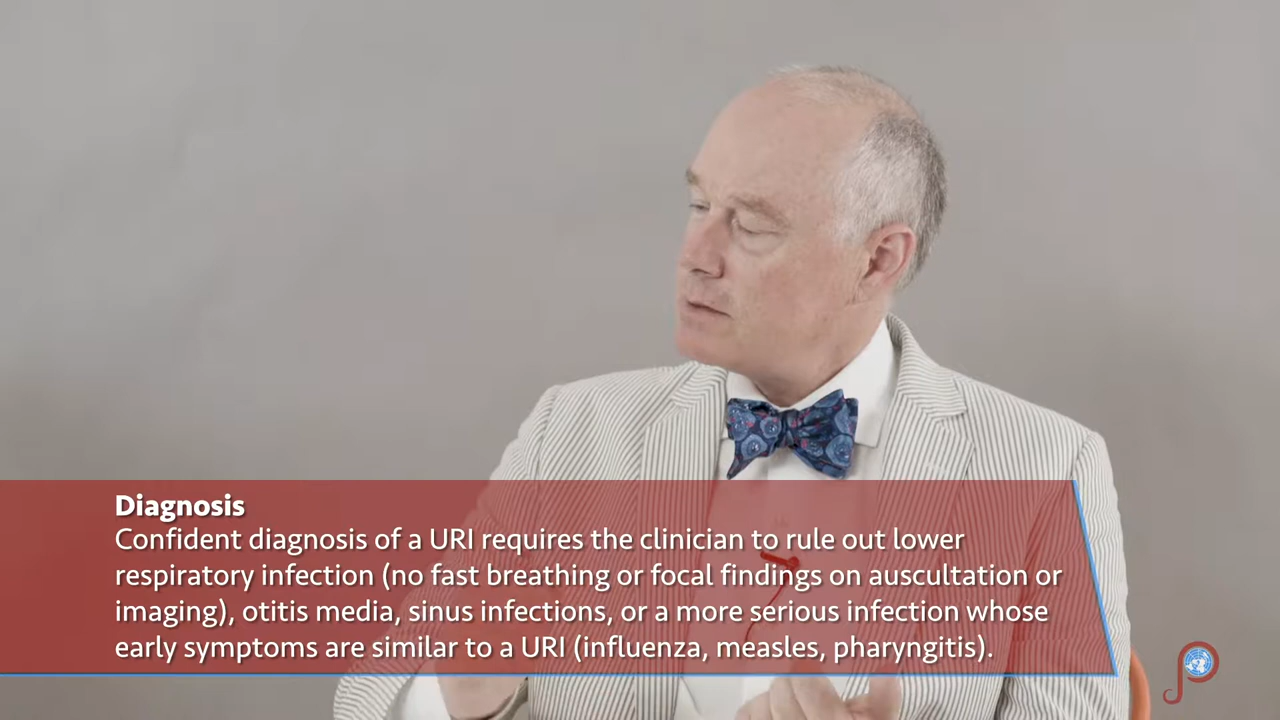 Diagnosis
Confident diagnosis of a URI requires the clinician to rule out lower
respiratory infection (no fast breathing or focal findings on auscultation or
imaging), otitis media, sinus infections, or a more serious infection whose
early symptoms are similar to a URI (influenza, measles, pharyngitis).